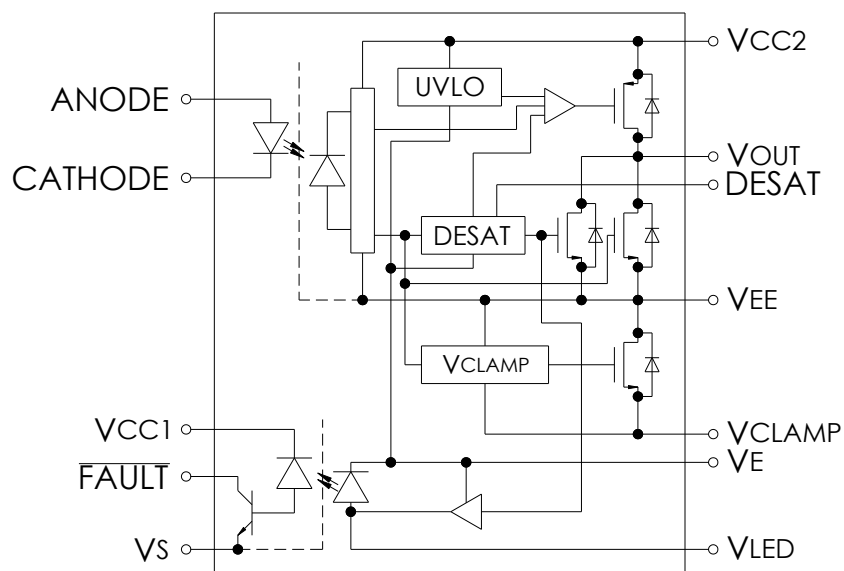 VCC2
UVLO
ANODE
VOUT
CATHODE
DESAT
DESAT
VEE
VCLAMP
VCC1
VCLAMP
VE
FAULT
VS
VLED